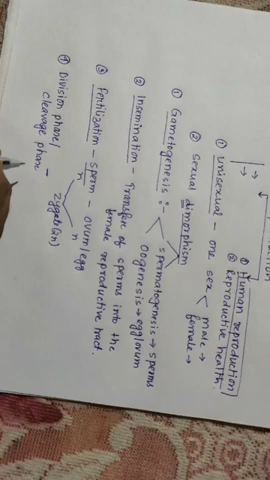 ① Human reproduction
② Reproductive health
① Unisexual - one sex < male →
female →
② sexual dimorphism
① Gametogenesis :- < spermatogenesis → sperms
Oogenesis → egg/ovum
② Insemination - Transfer of sperms into the
female reproductive tract.
③ Fertilization - sperm - ovum/egg
n n
④ Division phase/ zygote(2n)
cleavage phase -